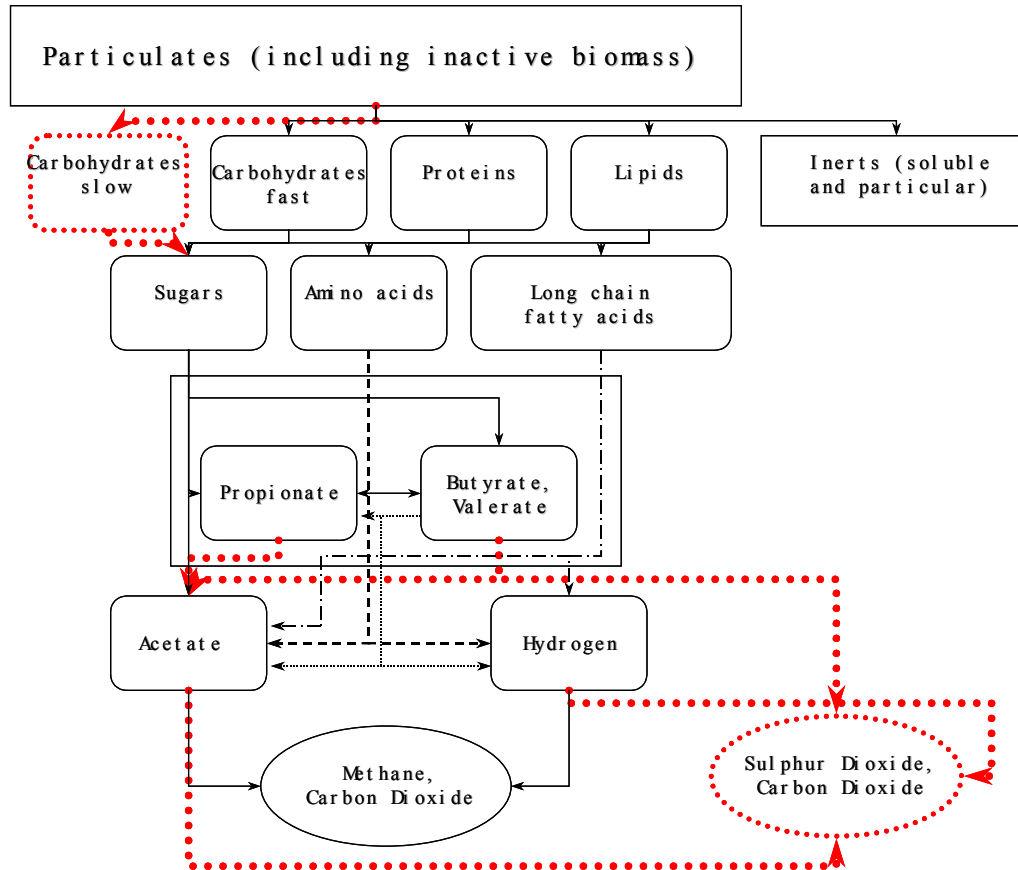 Particulates (including inactive biomass)
Carbohydrates
slow
Carbohydrates
fast
Proteins
Lipids
Inerts (soluble
and particular)
Sugars
Amino acids
Long chain
fatty acids
Propionate
Butyrate,
Valerate
Acetate
Hydrogen
Methane,
Carbon Dioxide
Sulphur Dioxide,
Carbon Dioxide